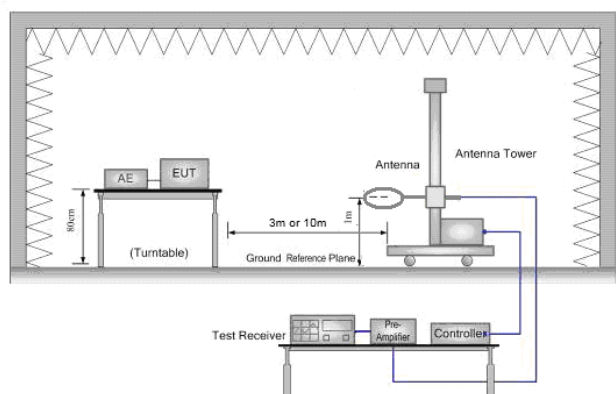 AE
EUT
80cm
(Turntable)
3m or 10m
Antenna
Antenna Tower
1m
Ground Reference Plane
Test Receiver
Pre-
Amplifier
Controller